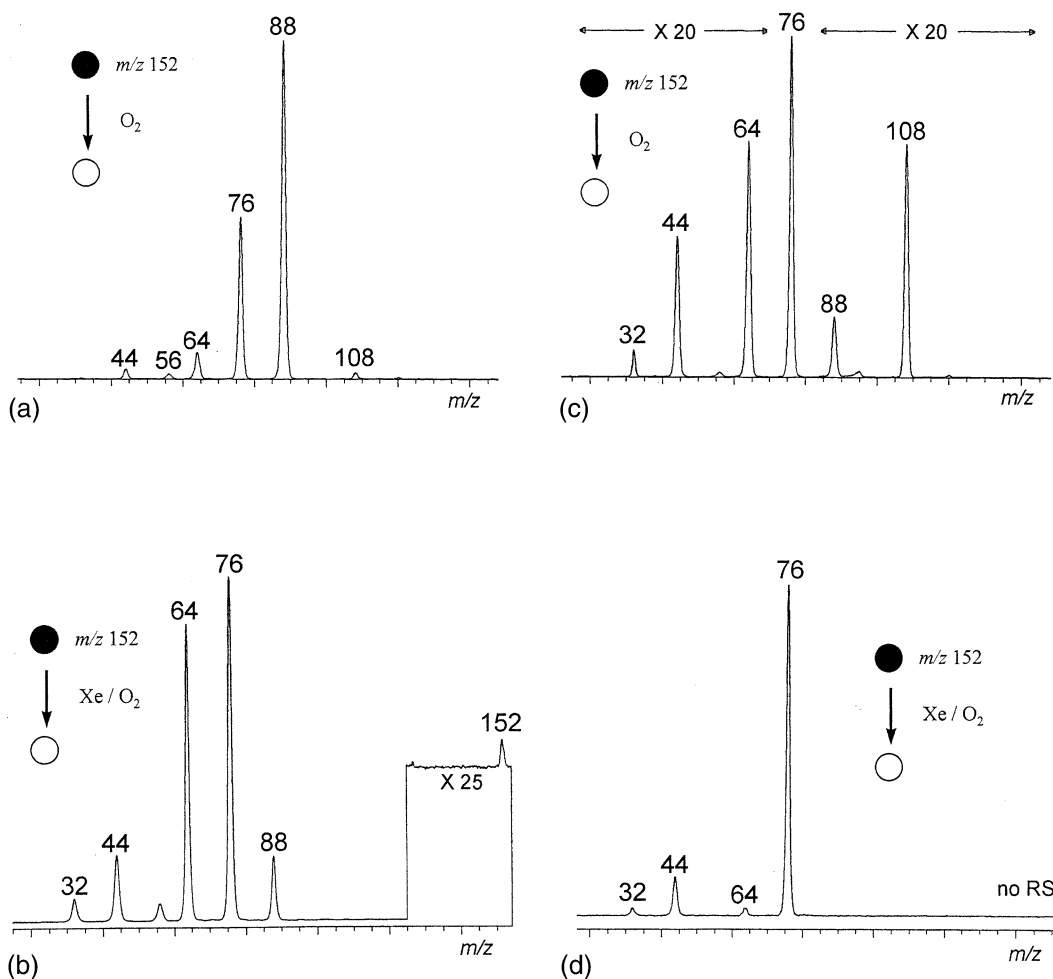 88
m/z 152
O₂
76
64
44
56
108
m/z
(a)
76
X 20
X 20
m/z 152
O₂
64
108
44
88
32
m/z
(c)
76
64
m/z 152
Xe / O₂
152
X 25
44
88
32
m/z
(b)
76
m/z 152
Xe / O₂
44
32
64
no RS
m/z
(d)